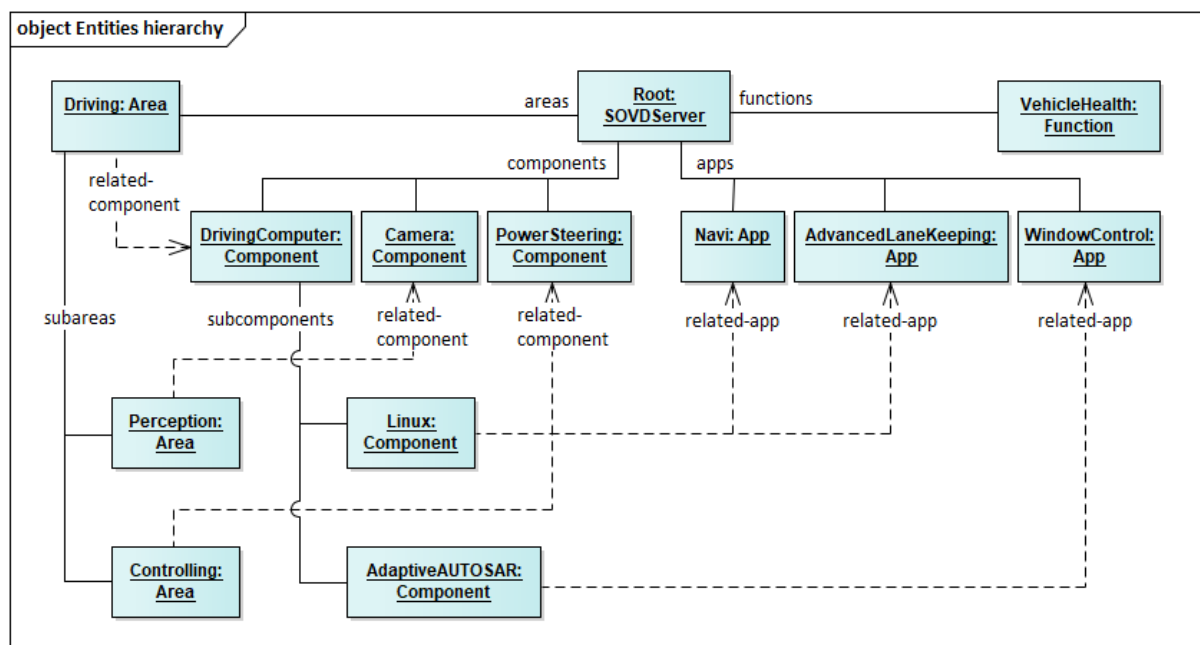 object Entities hierarchy
Driving: Area
areas
Root:
SOVDServer
functions
VehicleHealth:
Function
components
apps
related-
component
DrivingComputer:
Component
Camera:
Component
PowerSteering:
Component
Navi: App
AdvancedLaneKeeping:
App
WindowControl:
App
subareas
subcomponents
related-
component
related-
component
related-app
related-app
related-app
Perception:
Area
Linux:
Component
Controlling:
Area
AdaptiveAUTOSAR:
Component